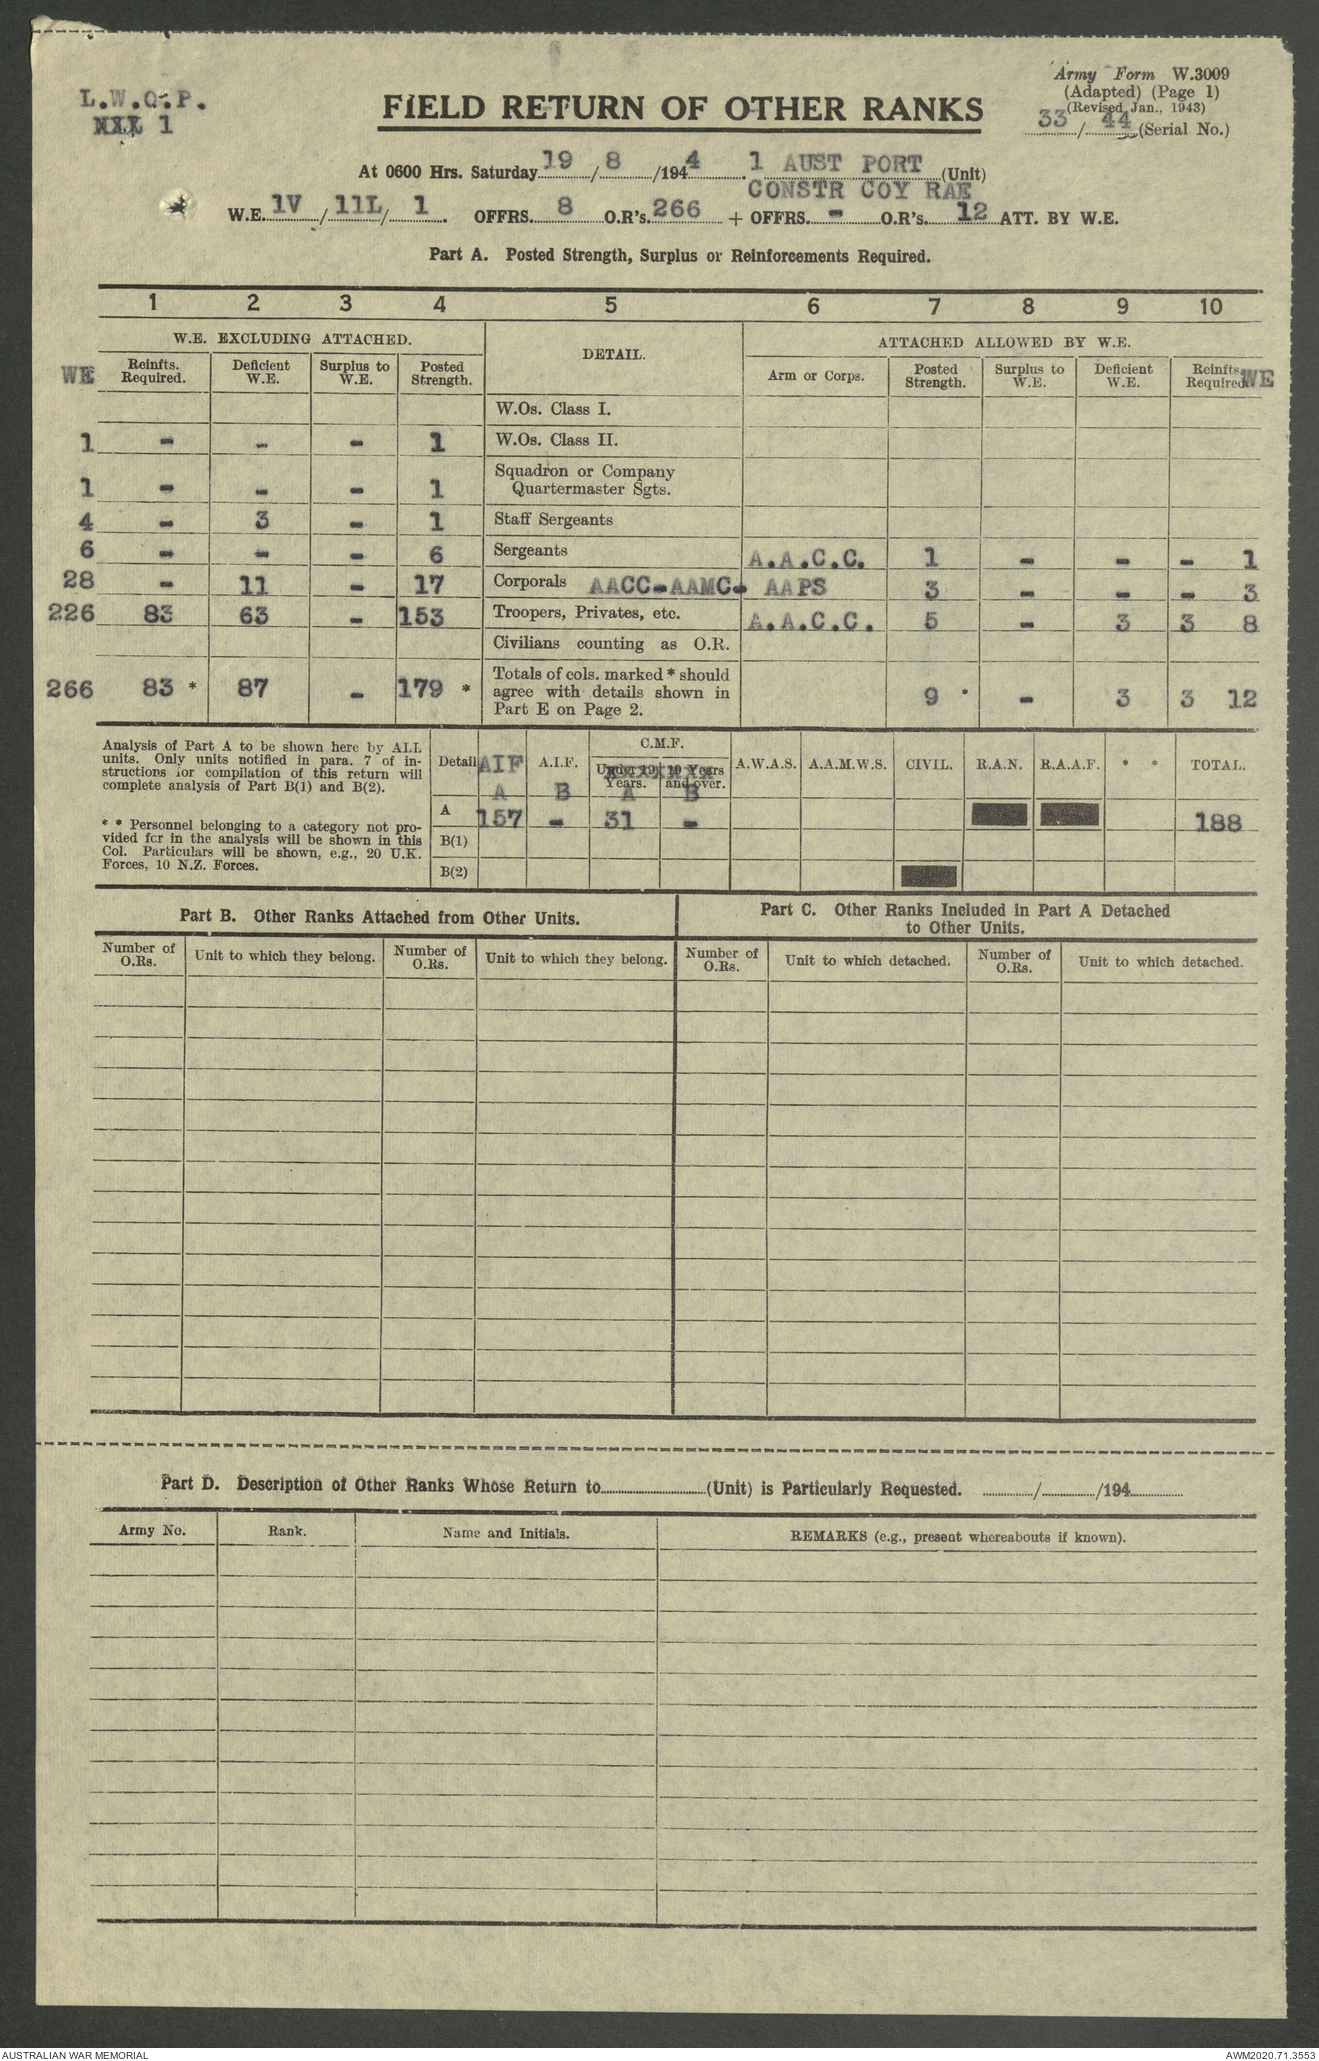 L.W.O.P.
1
Army Form W.3009
(Adapted) (Page 1)
(Revised Jan., 1943)
33 / 44 (Serial No.)
FIELD RETURN OF OTHER RANKS
At 0600 Hrs. Saturday 19 / 8 /194 4 . 1 AUST PORT (Unit)
CONSTR COY RAE
W.E. 1V / 11L / 1 . OFFRS. 8 O.R's. 266 + OFFRS. - O.R's. 12 ATT. BY W.E.
Part A. Posted Strength, Surplus or Reinforcements Required.
1 2 3 4 5 6 7 8 9 10
W.E. EXCLUDING ATTACHED. DETAIL. ATTACHED ALLOWED BY W.E.
WE Reinfts. Required. Deficient W.E. Surplus to W.E. Posted Strength. Arm or Corps. Posted Strength. Surplus to W.E. Deficient W.E. Reinfts. Required WE
W.Os. Class I.
1 - - - 1 W.Os. Class II.
1 - - - 1 Squadron or Company Quartermaster Sgts.
4 - 3 - 1 Staff Sergeants
6 - - - 6 Sergeants A.A.C.C. 1 - - - 1
28 - 11 - 17 Corporals AACC-AAMC- AAPS 3 - - - 3
226 83 63 - 153 Troopers, Privates, etc. A.A.C.C. 5 - 3 3 8
Civilians counting as O.R.
266 83 * 87 - 179 * Totals of cols. marked * should agree with details shown in Part E on Page 2. 9 * - 3 3 12
Analysis of Part A to be shown here by ALL
units. Only units notified in para. 7 of in-
structions for compilation of this return will
complete analysis of Part B(1) and B(2).
* * Personnel belonging to a category not pro-
vided for in the analysis will be shown in this
Col. Particulars will be shown, e.g., 20 U.K.
Forces, 10 N.Z. Forces.
C.M.F.
Detail AIF A.I.F. Under 19 Years. 19 Years and over. A.W.A.S. A.A.M.W.S. CIVIL. R.A.N. R.A.A.F. * * TOTAL.
A B A B
A 157 - 31 - 188
B(1)
B(2)
Part B. Other Ranks Attached from Other Units.
Part C. Other Ranks Included in Part A Detached
to Other Units.
Number of O.Rs. Unit to which they belong. Number of O.Rs. Unit to which they belong. Number of O.Rs. Unit to which detached. Number of O.Rs. Unit to which detached.
Part D. Description of Other Ranks Whose Return to (Unit) is Particularly Requested. / /194
Army No. Rank. Name and Initials. REMARKS (e.g., present whereabouts if known).
AUSTRALIAN WAR MEMORIAL AWM2020.71.3553